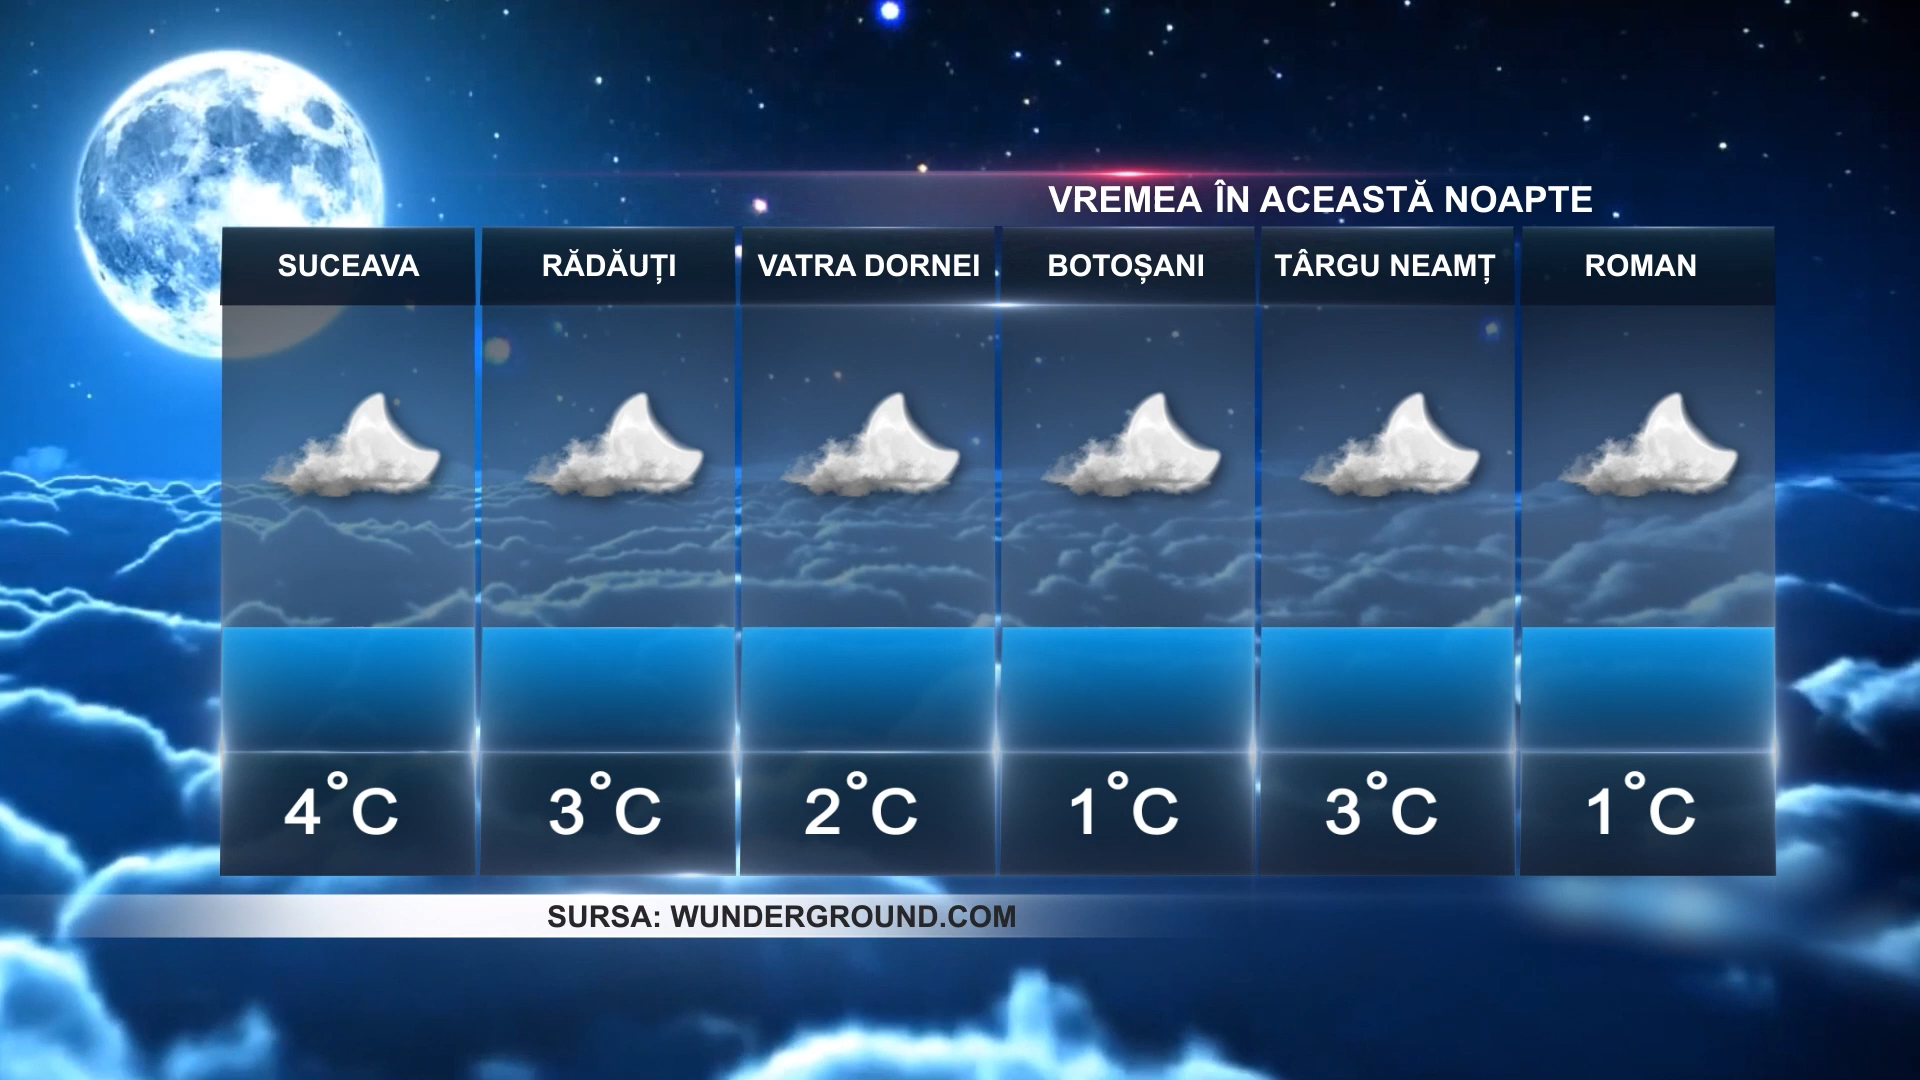 VREMEA ÎN ACEASTĂ NOAPTE
SUCEAVA RĂDĂUȚI VATRA DORNEI BOTOȘANI TÂRGU NEAMȚ ROMAN
4°C 3°C 2°C 1°C 3°C 1°C
SURSA: WUNDERGROUND.COM